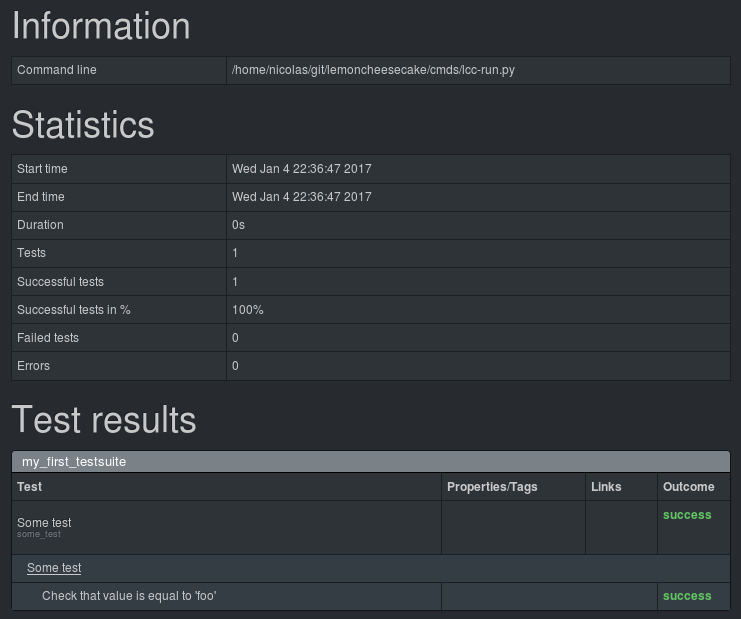 Information
Command line /home/nicolas/git/lemoncheesecake/cmds/lcc-run.py
Statistics
Start time Wed Jan 4 22:36:47 2017
End time Wed Jan 4 22:36:47 2017
Duration 0s
Tests 1
Successful tests 1
Successful tests in % 100%
Failed tests 0
Errors 0
Test results
my_first_testsuite
Test Properties/Tags Links Outcome
Some test success
some_test
Some test
Check that value is equal to 'foo' success